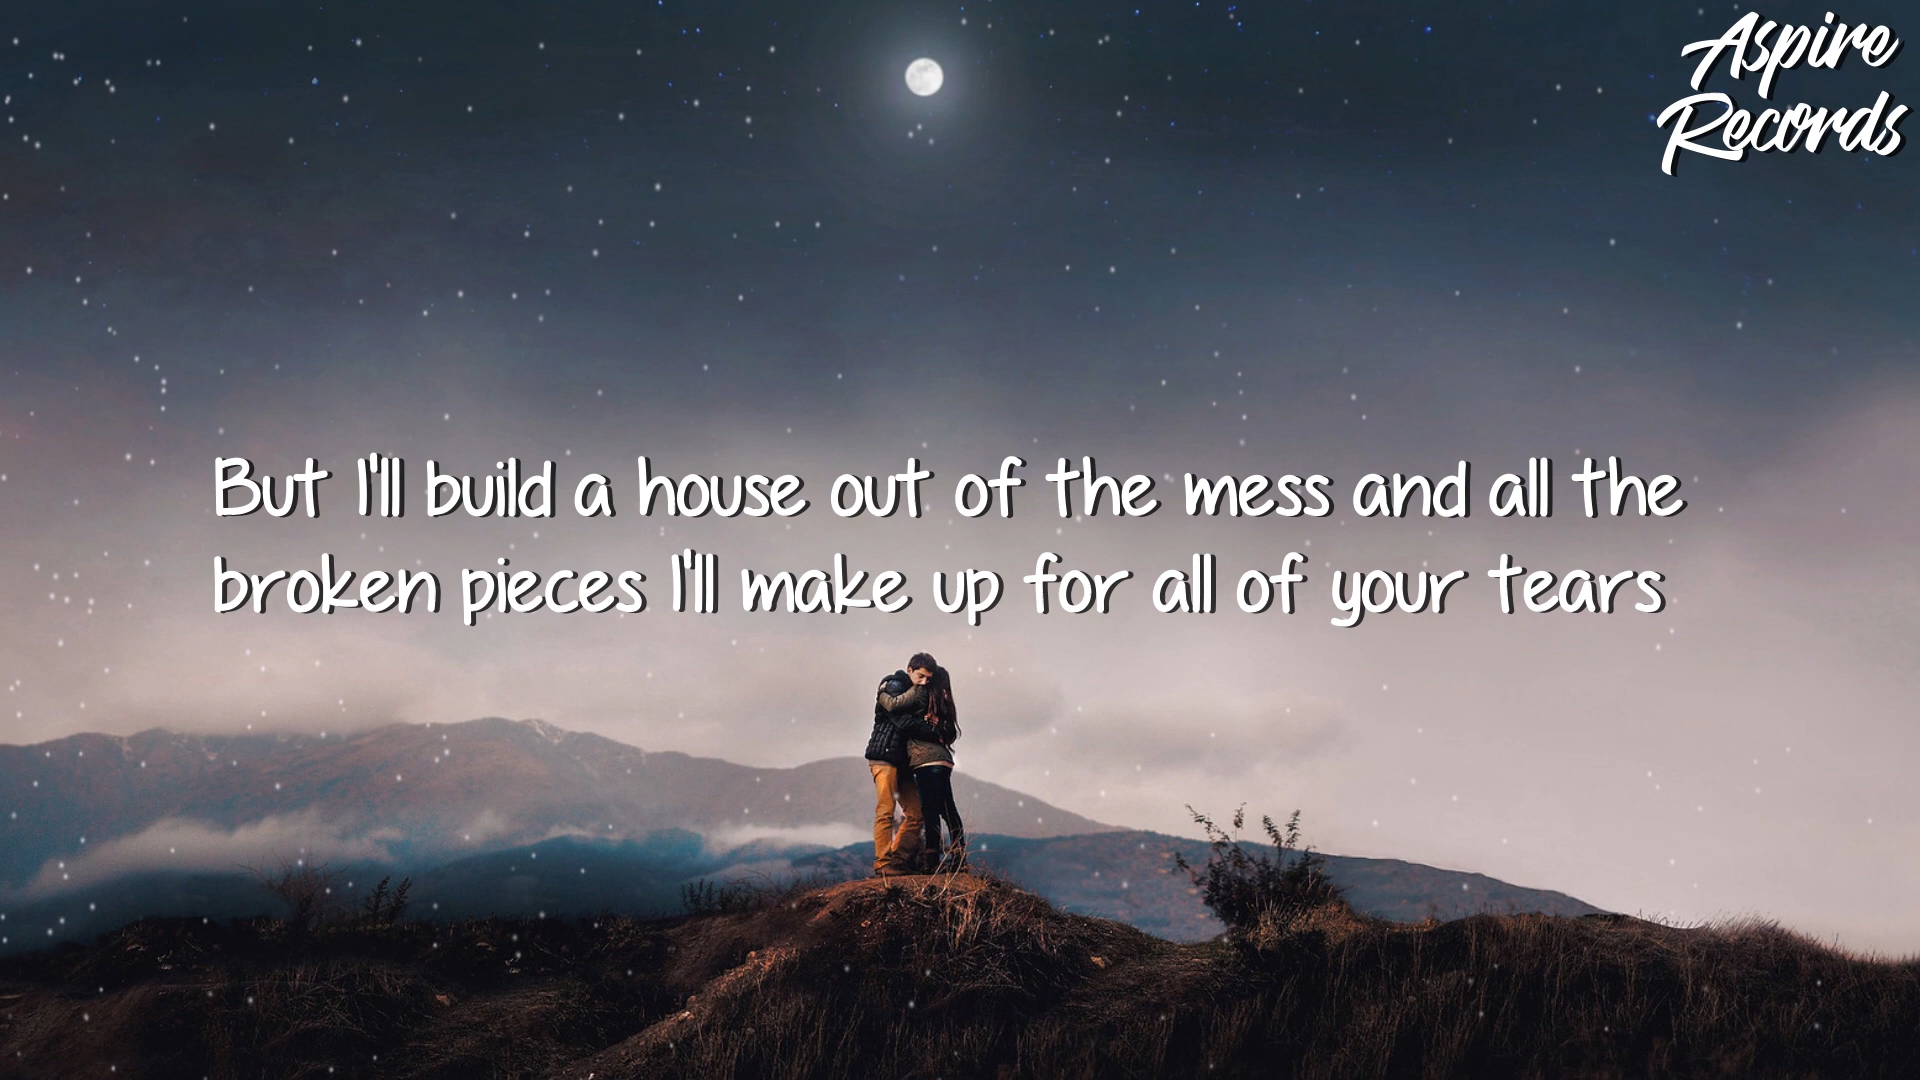 Aspire
Records
But I'll build a house out of the mess and all the
broken pieces I'll make up for all of your tears